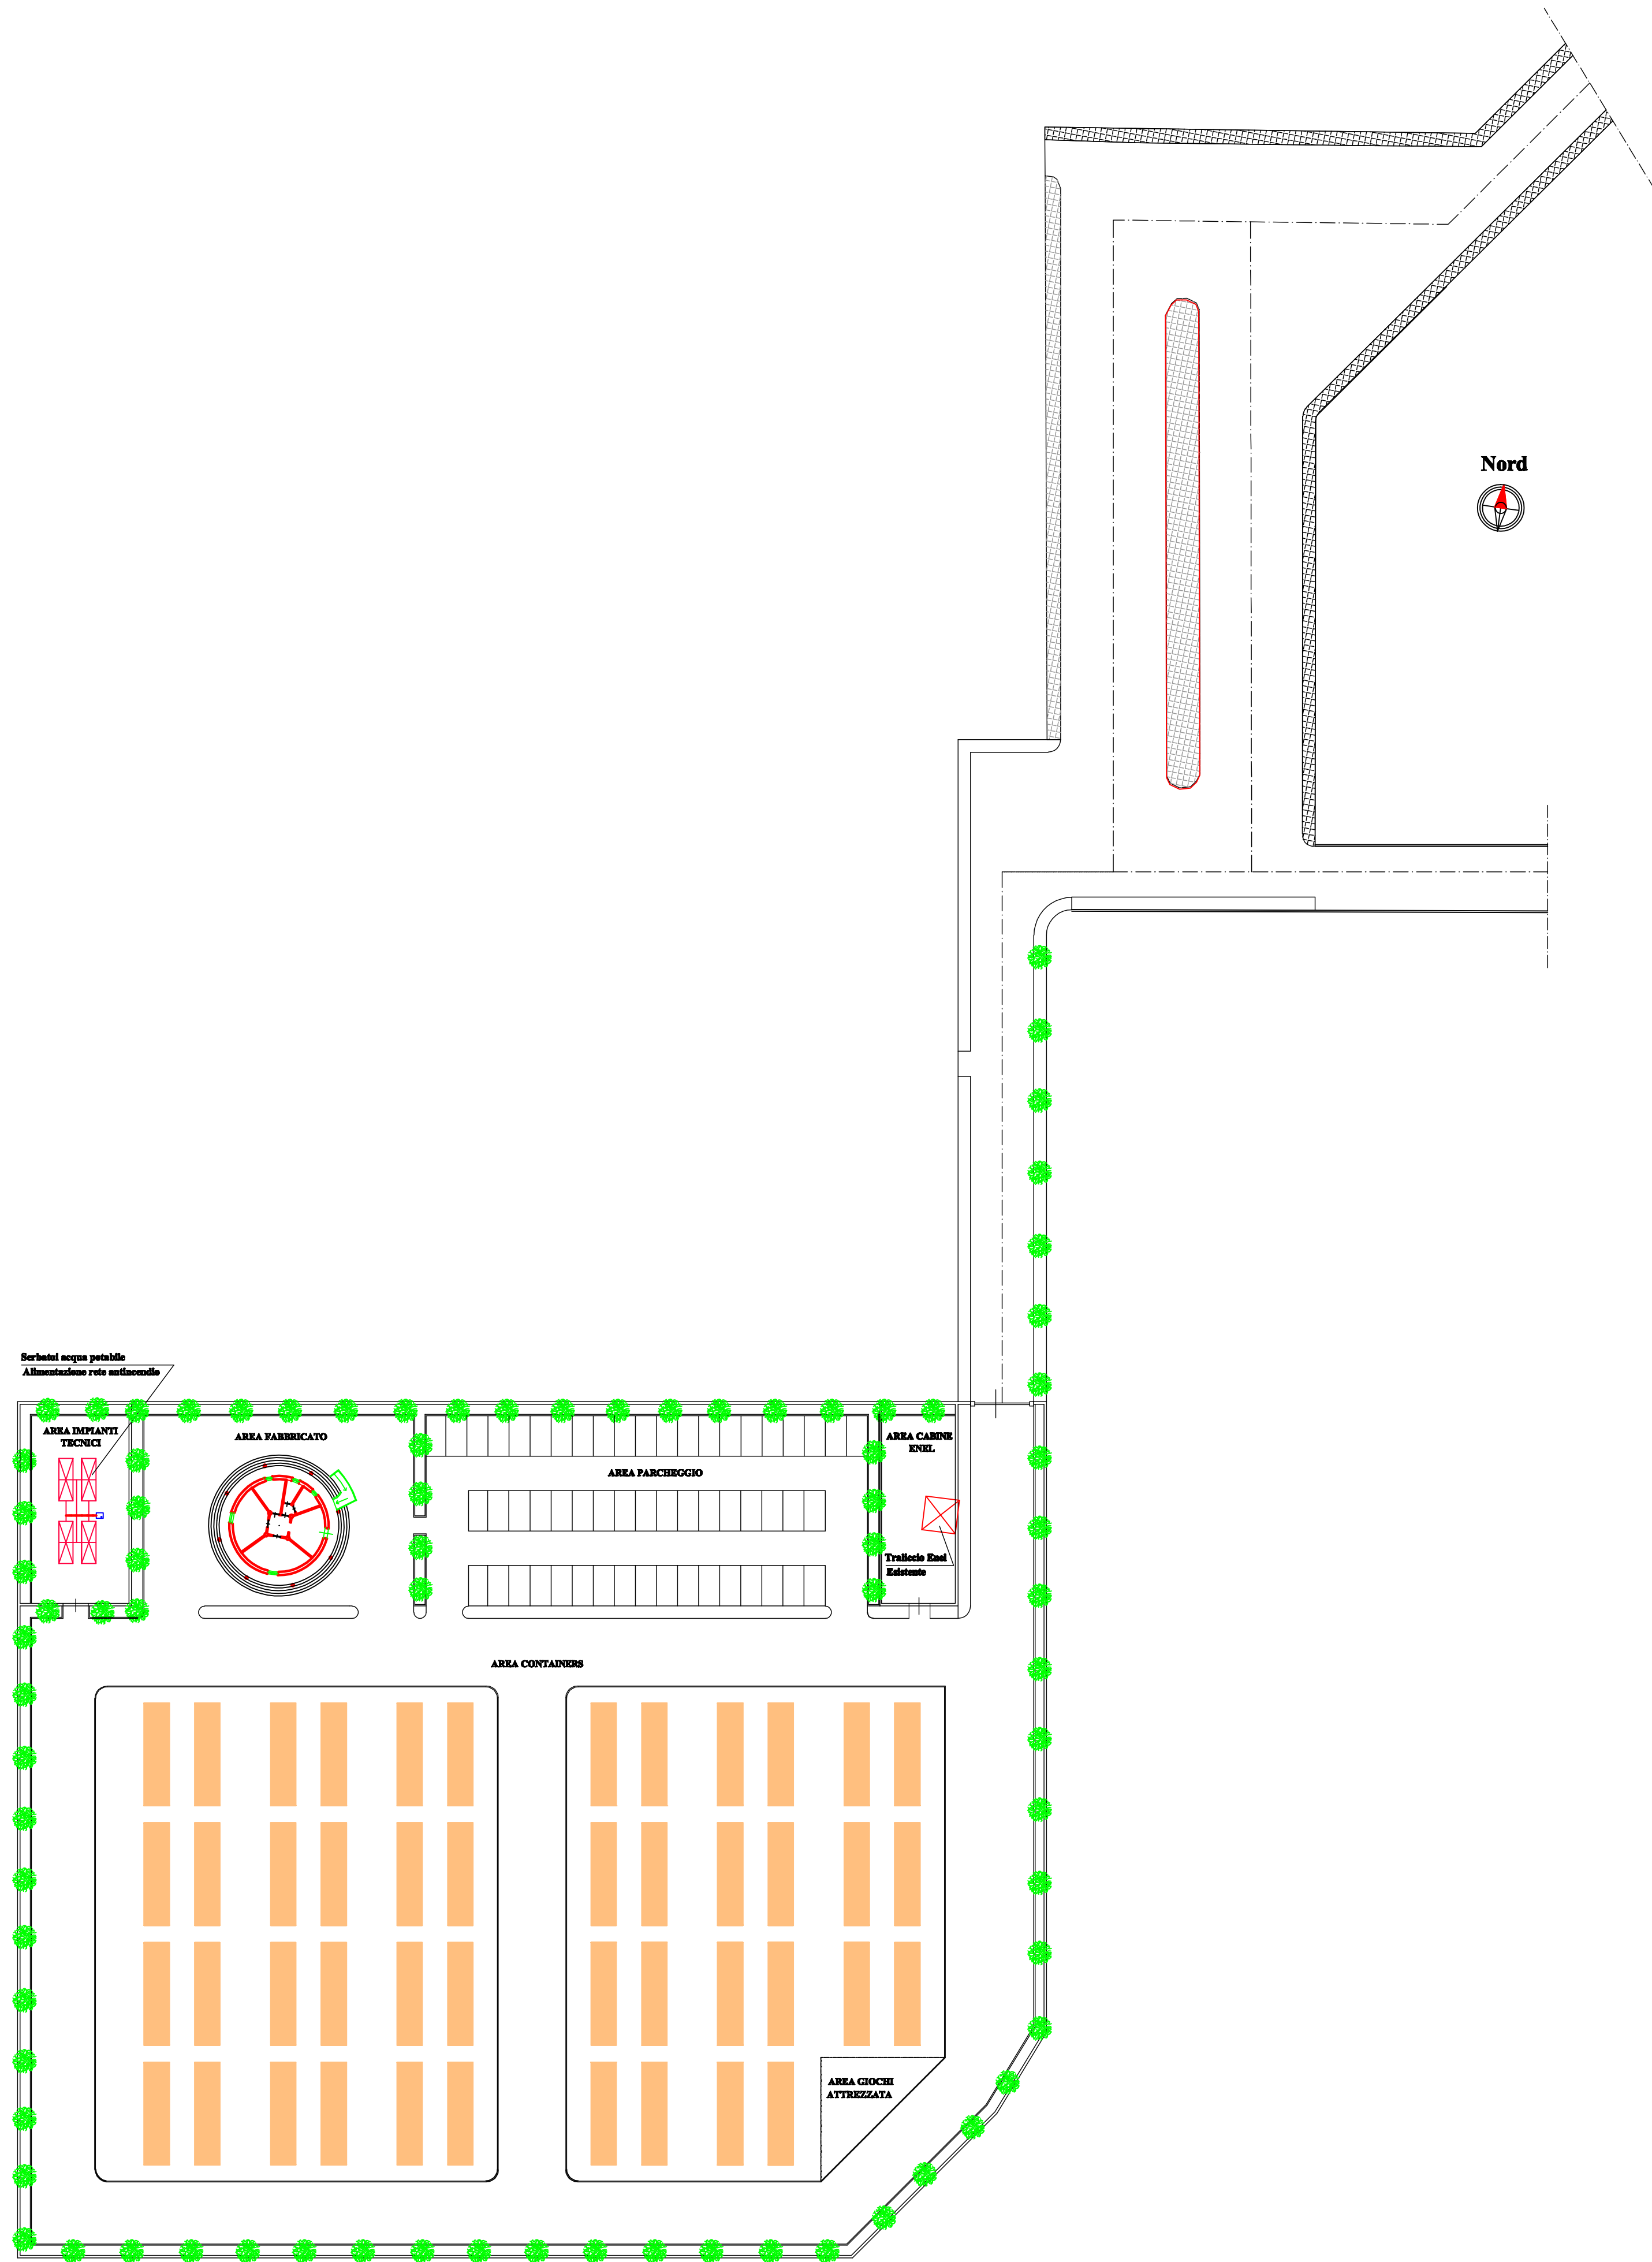 Nord
Serbatoi acqua potabile
Alimentazione rete antincendio
AREA IMPIANTI
TECNICI
AREA FABBRICATO
AREA PARCHEGGIO
AREA CABINE
ENEL
Traliccio Enel
Esistente
AREA CONTAINERS
AREA GIOCHI
ATTREZZATA